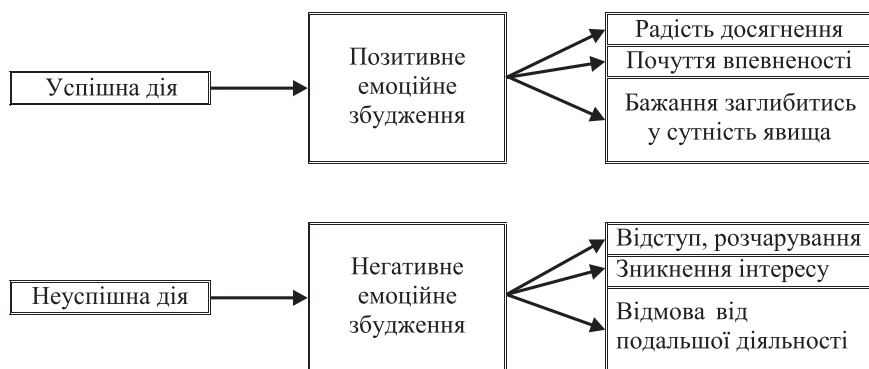 Успішна дія
Позитивне
емоційне
збудження
Радість досягнення
Почуття впевненості
Бажання заглибитись
у сутність явища
Неуспішна дія
Негативне
емоційне
збудження
Відступ, розчарування
Зникнення інтересу
Відмова від
подальшої діяльності